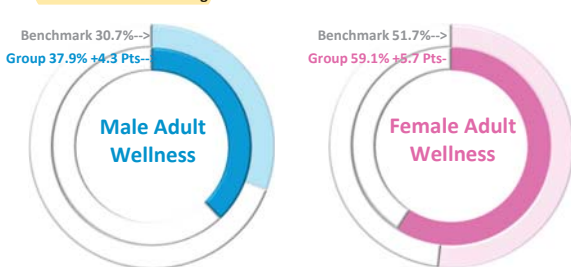 Benchmark 30.7%-->
Group 37.9% +4.3 Pts--
Male Adult
Wellness
Benchmark 51.7%-->
Group 59.1% +5.7 Pts-
Female Adult
Wellness